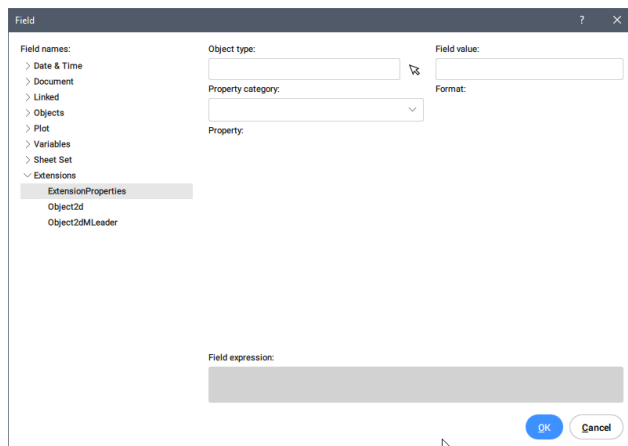 Field
?
Field names:
Date & Time
Document
Linked
Objects
Plot
Variables
Sheet Set
Extensions
ExtensionProperties
Object2d
Object2dMLeader
Object type:
Property category:
Property:
Field value:
Format:
Field expression:
OK
Cancel